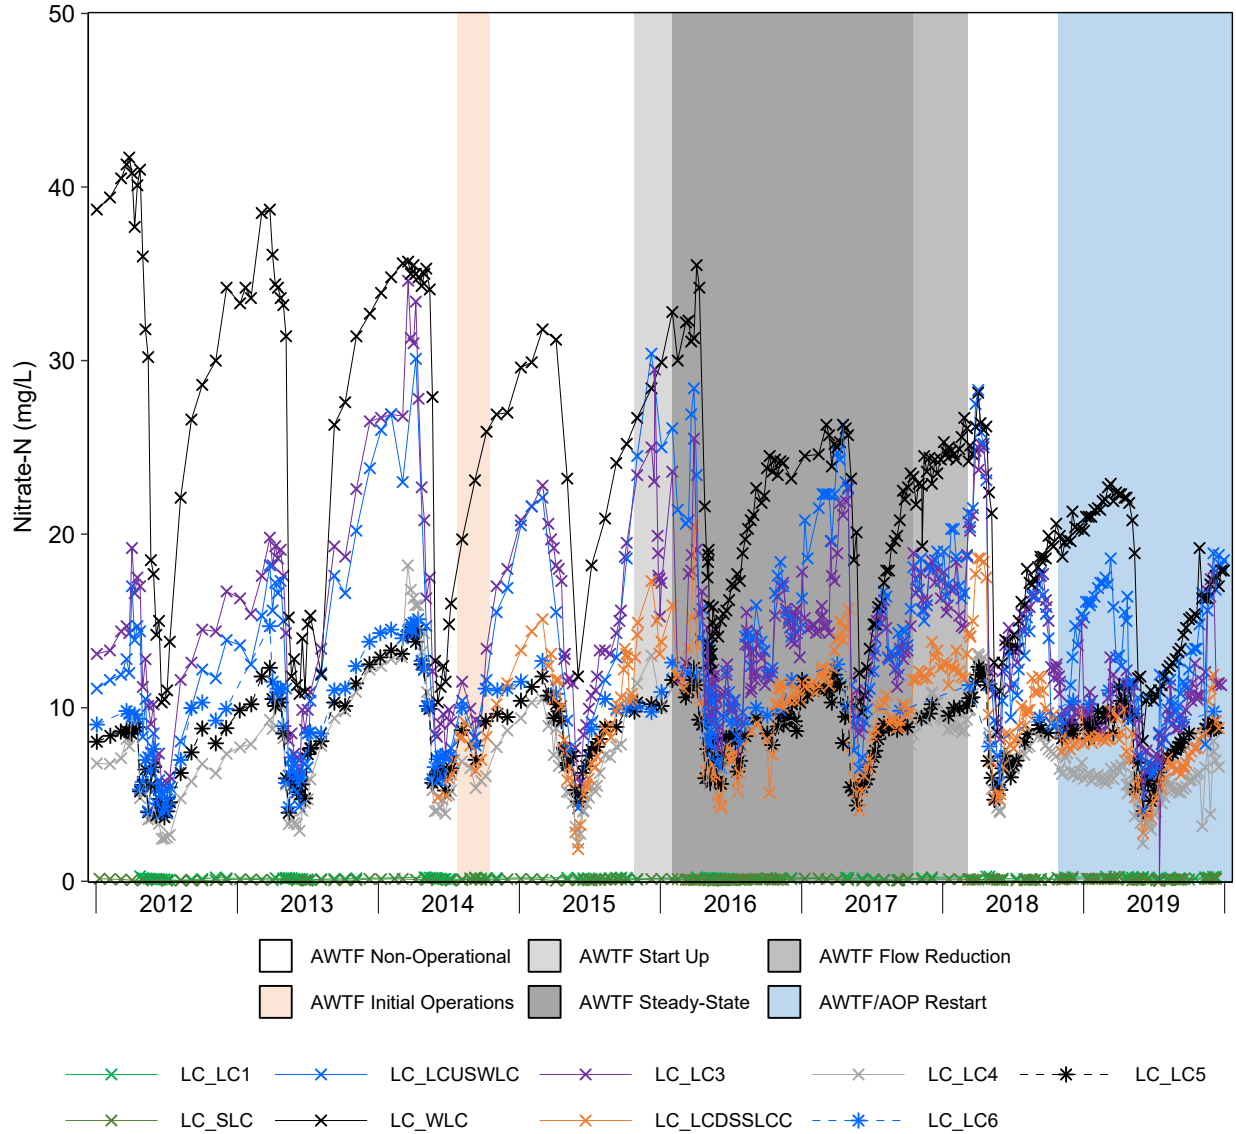 50
40
30
20
10
0
Nitrate-N (mg/L)
2012 2013 2014 2015 2016 2017 2018 2019
AWTF Non-Operational AWTF Start Up AWTF Flow Reduction
AWTF Initial Operations AWTF Steady-State AWTF/AOP Restart
LC_LC1 LC_LCUSWLC LC_LC3 LC_LC4 LC_LC5
LC_SLC LC_WLC LC_LCDSSLCC LC_LC6